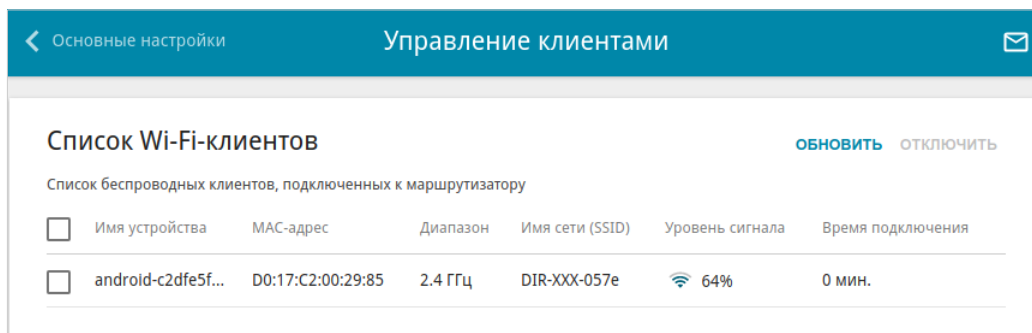 Основные настройки Управление клиентами
Список Wi-Fi-клиентов ОБНОВИТЬ ОТКЛЮЧИТЬ
Список беспроводных клиентов, подключенных к маршрутизатору
Имя устройства MAC-адрес Диапазон Имя сети (SSID) Уровень сигнала Время подключения
android-c2dfe5f... D0:17:C2:00:29:85 2.4 ГГц DIR-XXX-057e 64% 0 мин.